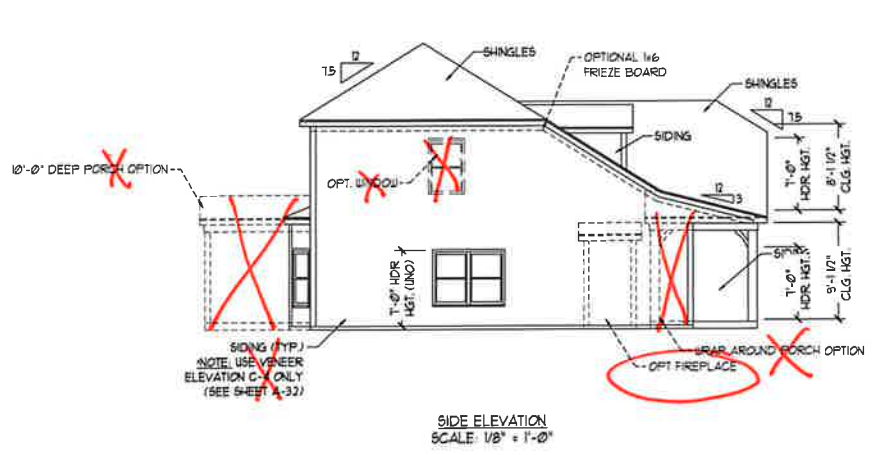 12
7.5
SHINGLES
OPTIONAL 1x6
FRIEZE BOARD
SHINGLES
12
7.5
SIDING
10'-0" DEEP PORCH OPTION
OPT. WINDOW
12
3
7'-0"
HDR. HGT.
8'-1 1/2"
CLG. HGT.
7'-0" HDR
HGT. (UNO)
SIDING
7'-0"
HDR. HGT.
9'-1 1/2"
CLG. HGT.
SIDING (TYP.)
*NOTE: USE VENEER
ELEVATION C-4 ONLY
(SEE SHEET A-32)
WRAP AROUND PORCH OPTION
OPT FIREPLACE
SIDE ELEVATION
SCALE: 1/8" = 1'-0"